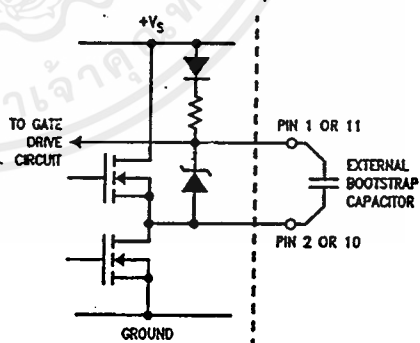 +VS
TO GATE
DRIVE
CIRCUIT
PIN 1 OR 11
EXTERNAL
BOOTSTRAP
CAPACITOR
PIN 2 OR 10
GROUND